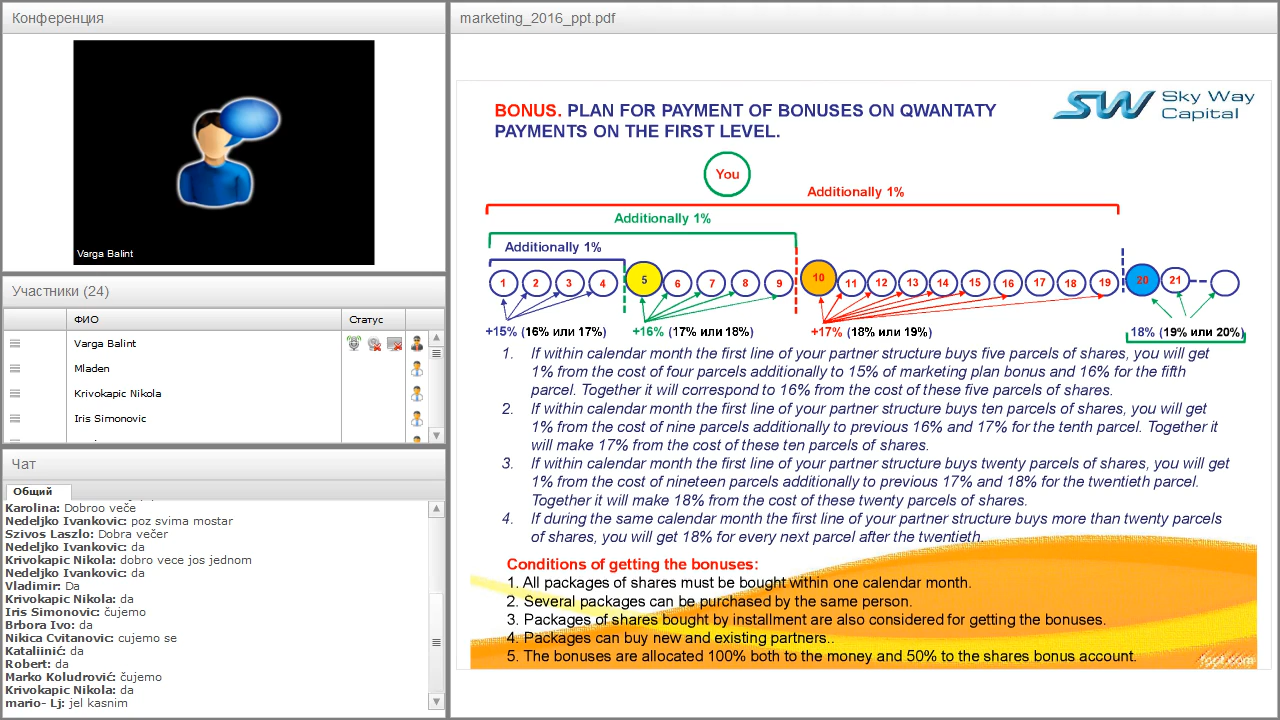 Конференция
Varga Balint
Участники (24)
ФИО
Статус
Varga Balint
Mladen
Krivokapic Nikola
Iris Simonovic
Чат
Общий
Karolina: Dobroo veče
Nedeljko Ivankovic: poz svima mostar
Szivos Laszlo: Dobra večer
Nedeljko Ivankovic: da
Krivokapic Nikola: dobro vece jos jednom
Nedeljko Ivankovic: da
Vladimir: Da
Krivokapic Nikola: da
Iris Simonovic: čujemo
Brbora Ivo: da
Nikica Cvitanovic: cujemo se
Kataliinić: da
Robert: da
Marko Koludrović: čujemo
Krivokapic Nikola: da
mario- Lj: jel kasnim
marketing_2016_ppt.pdf
BONUS. PLAN FOR PAYMENT OF BONUSES ON QWANTATY
PAYMENTS ON THE FIRST LEVEL.
SW Sky Way
Capital
You
Additionally 1%
Additionally 1%
Additionally 1%
1 2 3 4 5 6 7 8 9 10 11 12 13 14 15 16 17 18 19 20 21
+15% (16% или 17%) +16% (17% или 18%) +17% (18% или 19%) 18% (19% или 20%)
1. If within calendar month the first line of your partner structure buys five parcels of shares, you will get
1% from the cost of four parcels additionally to 15% of marketing plan bonus and 16% for the fifth
parcel. Together it will correspond to 16% from the cost of these five parcels of shares.
2. If within calendar month the first line of your partner structure buys ten parcels of shares, you will get
1% from the cost of nine parcels additionally to previous 16% and 17% for the tenth parcel. Together it
will make 17% from the cost of these ten parcels of shares.
3. If within calendar month the first line of your partner structure buys twenty parcels of shares, you will get
1% from the cost of nineteen parcels additionally to previous 17% and 18% for the twentieth parcel.
Together it will make 18% from the cost of these twenty parcels of shares.
4. If during the same calendar month the first line of your partner structure buys more than twenty parcels
of shares, you will get 18% for every next parcel after the twentieth.
Conditions of getting the bonuses:
1. All packages of shares must be bought within one calendar month.
2. Several packages can be purchased by the same person.
3. Packages of shares bought by installment are also considered for getting the bonuses.
4. Packages can buy new and existing partners..
5. The bonuses are allocated 100% both to the money and 50% to the shares bonus account.